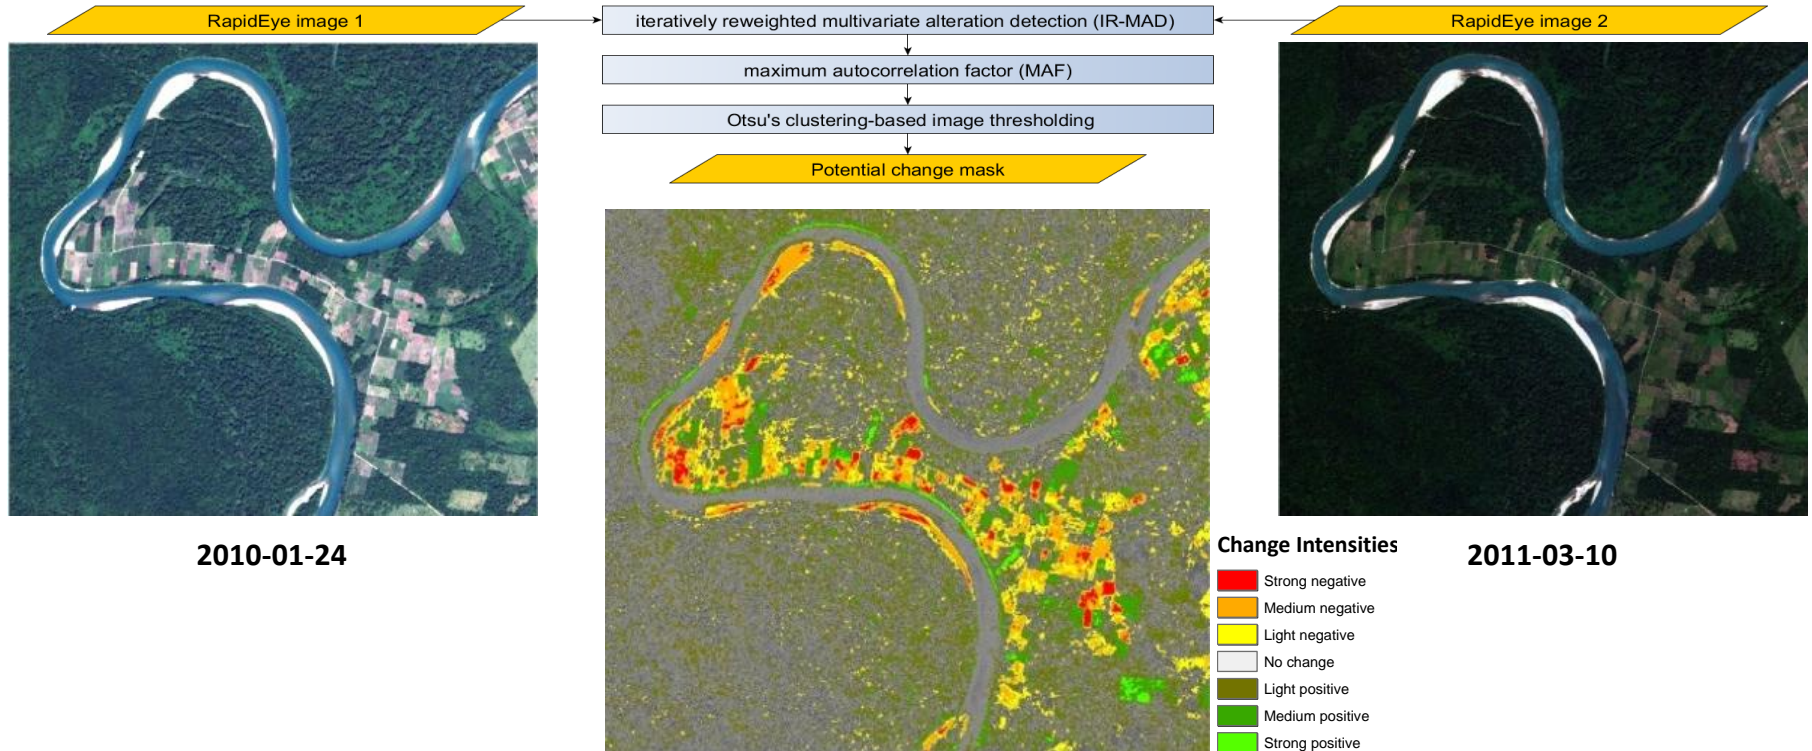 RapidEye image 1
iteratively reweighted multivariate alteration detection (IR-MAD)
RapidEye image 2
maximum autocorrelation factor (MAF)
Otsu's clustering-based image thresholding
Potential change mask
2010-01-24
Change Intensities
2011-03-10
Strong negative
Medium negative
Light negative
No change
Light positive
Medium positive
Strong positive